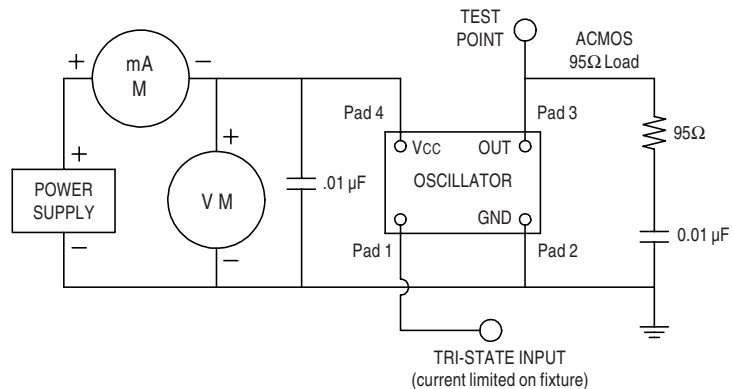 TEST
POINT
ACMOS
95Ω Load
+
mA
M
−
Pad 4
Pad 3
+
+
VCC
OUT
95Ω
POWER
SUPPLY
V M
.01 µF
OSCILLATOR
GND
−
−
Pad 1
Pad 2
0.01 µF
TRI-STATE INPUT
(current limited on fixture)